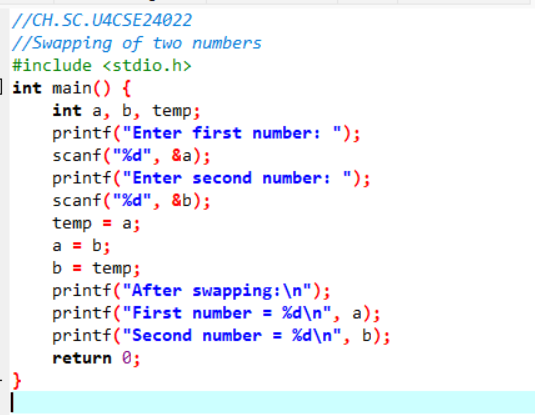 //CH.SC.U4CSE24022
//Swapping of two numbers
#include <stdio.h>
int main() {
    int a, b, temp;
    printf("Enter first number: ");
    scanf("%d", &a);
    printf("Enter second number: ");
    scanf("%d", &b);
    temp = a;
    a = b;
    b = temp;
    printf("After swapping:\n");
    printf("First number = %d\n", a);
    printf("Second number = %d\n", b);
    return 0;
}